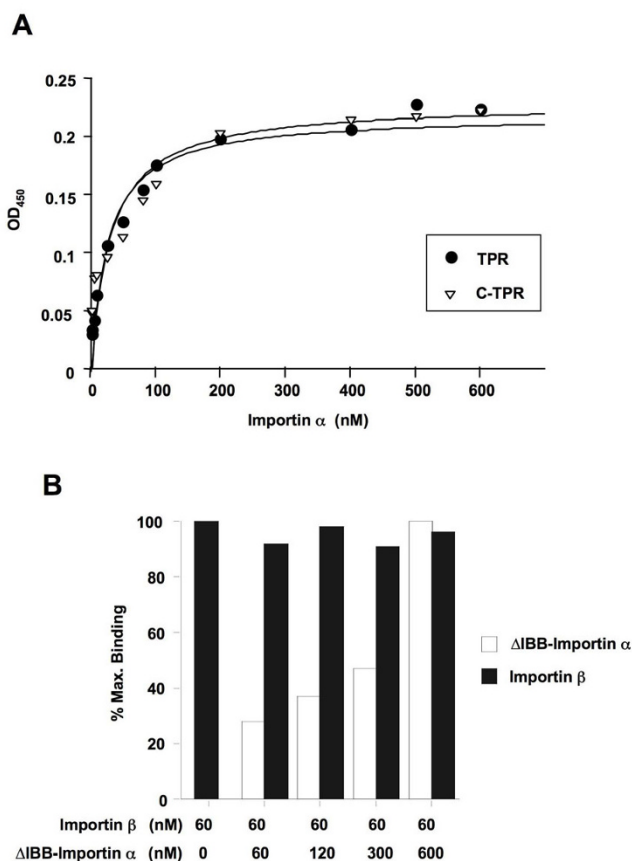 A
0.25
0.2
0.15
0.1
0.05
0
OD450
TPR
C-TPR
0 100 200 300 400 500 600
Importin α (nM)
B
100
80
60
40
20
0
% Max. Binding
ΔIBB-Importin α
Importin β
Importin β (nM) 60 60 60 60 60
ΔIBB-Importin α (nM) 0 60 120 300 600